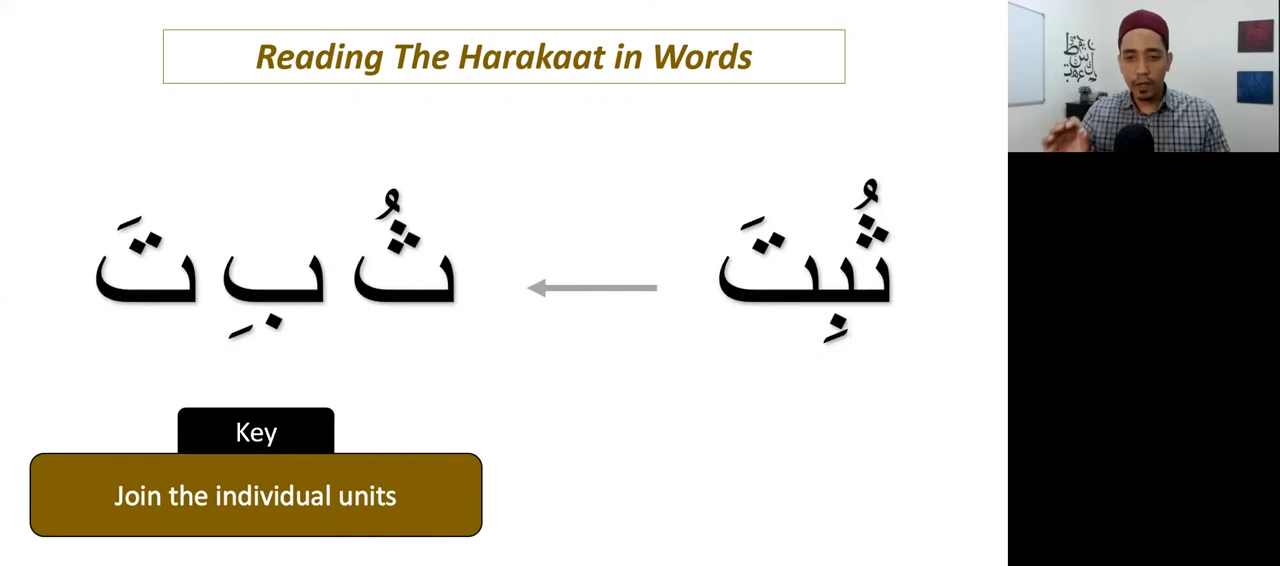 Reading The Harakaat in Words
ثُبِتَ ← ثُ بِ تَ
Key
Join the individual units